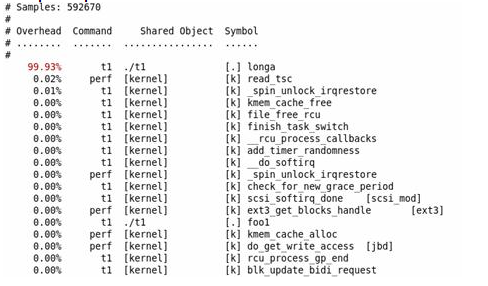 # Samples: 592670
#
# Overhead  Command     Shared Object  Symbol
# ........  .......  ................  ......
#
    99.93%       t1  ./t1              [.] longa
     0.02%     perf  [kernel]          [k] read_tsc
     0.01%       t1  [kernel]          [k] _spin_unlock_irqrestore
     0.00%       t1  [kernel]          [k] kmem_cache_free
     0.00%       t1  [kernel]          [k] file_free_rcu
     0.00%       t1  [kernel]          [k] finish_task_switch
     0.00%       t1  [kernel]          [k] __rcu_process_callbacks
     0.00%       t1  [kernel]          [k] add_timer_randomness
     0.00%       t1  [kernel]          [k] __do_softirq
     0.00%     perf  [kernel]          [k] _spin_unlock_irqrestore
     0.00%       t1  [kernel]          [k] check_for_new_grace_period
     0.00%       t1  [kernel]          [k] scsi_softirq_done    [scsi_mod]
     0.00%     perf  [kernel]          [k] ext3_get_blocks_handle       [ext3]
     0.00%       t1  ./t1              [.] foo1
     0.00%     perf  [kernel]          [k] kmem_cache_alloc
     0.00%     perf  [kernel]          [k] do_get_write_access  [jbd]
     0.00%       t1  [kernel]          [k] rcu_process_gp_end
     0.00%       t1  [kernel]          [k] blk_update_bidi_request